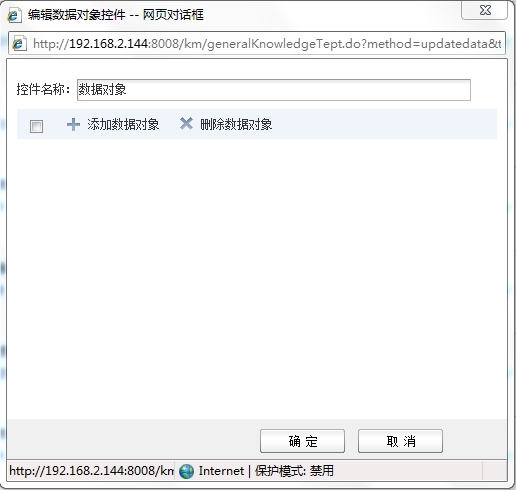 编辑数据对象控件 -- 网页对话框
http://192.168.2.144:8008/km/generalKnowledgeTept.do?method=updatedata&t
控件名称： 数据对象
添加数据对象 删除数据对象
确 定 取 消
http://192.168.2.144:8008/km Internet | 保护模式: 禁用